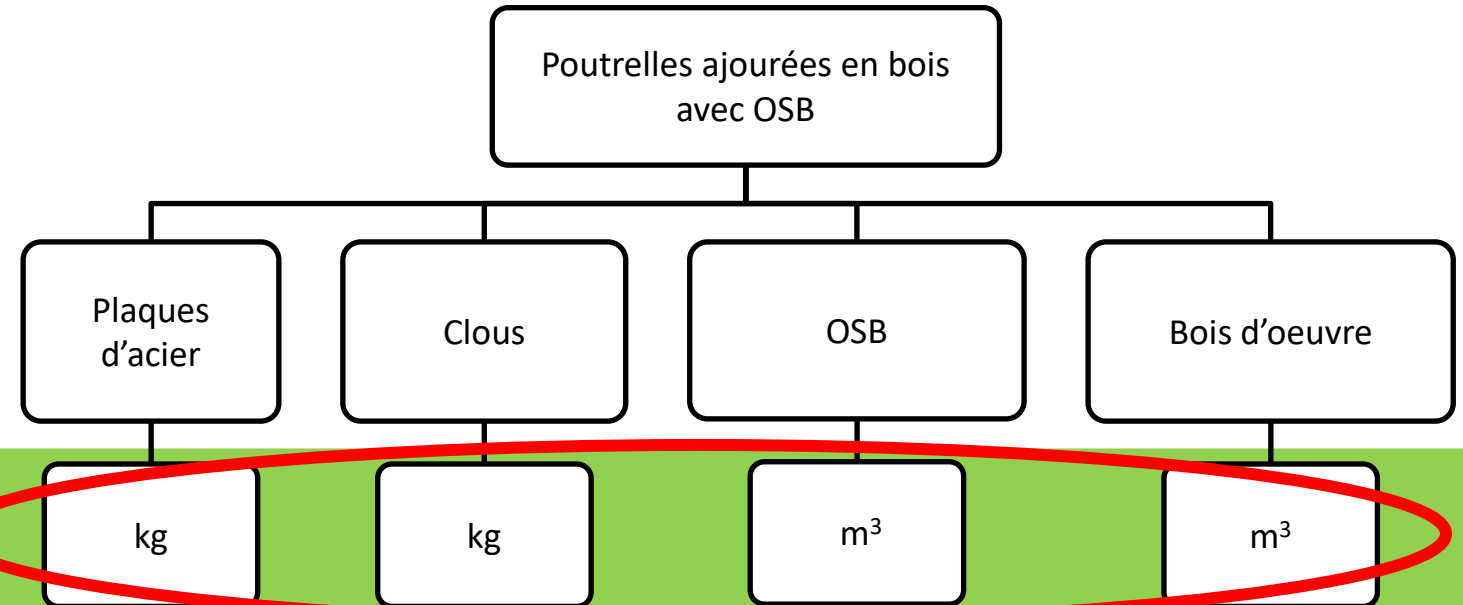 Poutrelles ajourées en bois
avec OSB
Plaques
d’acier
Clous
OSB
Bois d’oeuvre
kg
kg
m³
m³